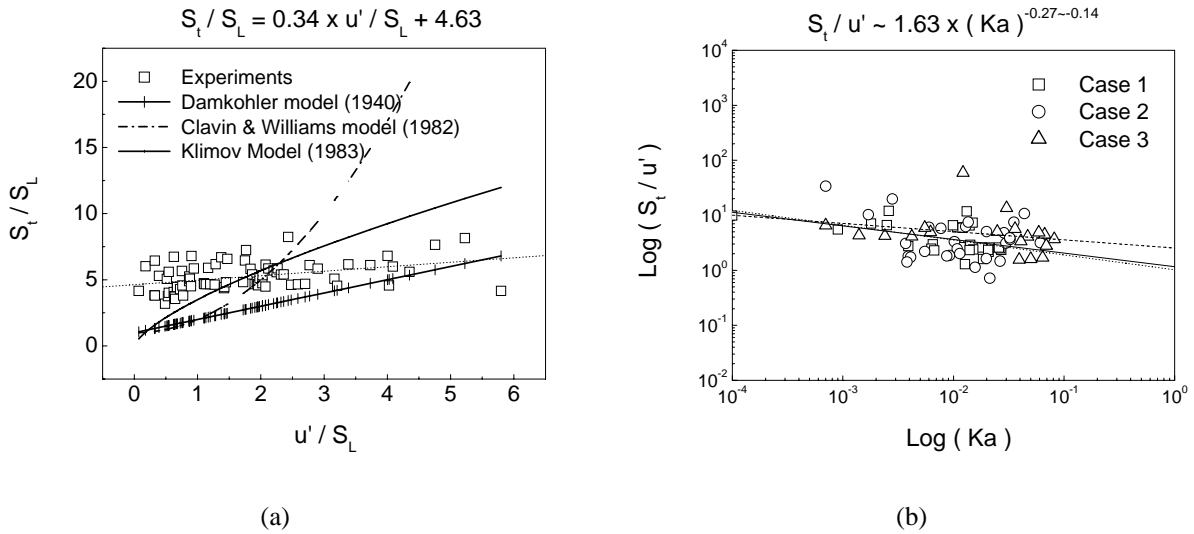 S_t / S_L = 0.34 x u' / S_L + 4.63
20
15
10
5
0
S_t / S_L
Experiments
Damkohler model (1940)
Clavin & Williams model (1982)
Klimov Model (1983)
0 1 2 3 4 5 6
u' / S_L
(a)
S_t / u' ~ 1.63 x ( Ka )^-0.27~-0.14
10^4
10^3
10^2
10^1
10^0
10^-1
10^-2
Log ( S_t / u' )
Case 1
Case 2
Case 3
10^-4 10^-3 10^-2 10^-1 10^0
Log ( Ka )
(b)